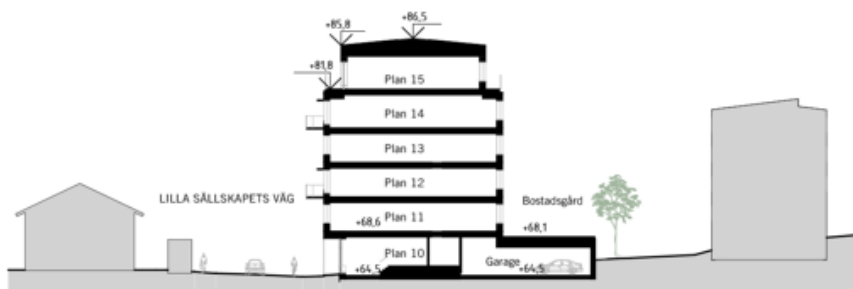 +86,5
+85,8
+81,8
Plan 15
Plan 14
Plan 13
Plan 12
LILLA SÄLLSKAPETS VÄG
Bostadsgård
Plan 11
+68,6
+68,1
Plan 10
Garage
+64,5
+64,5